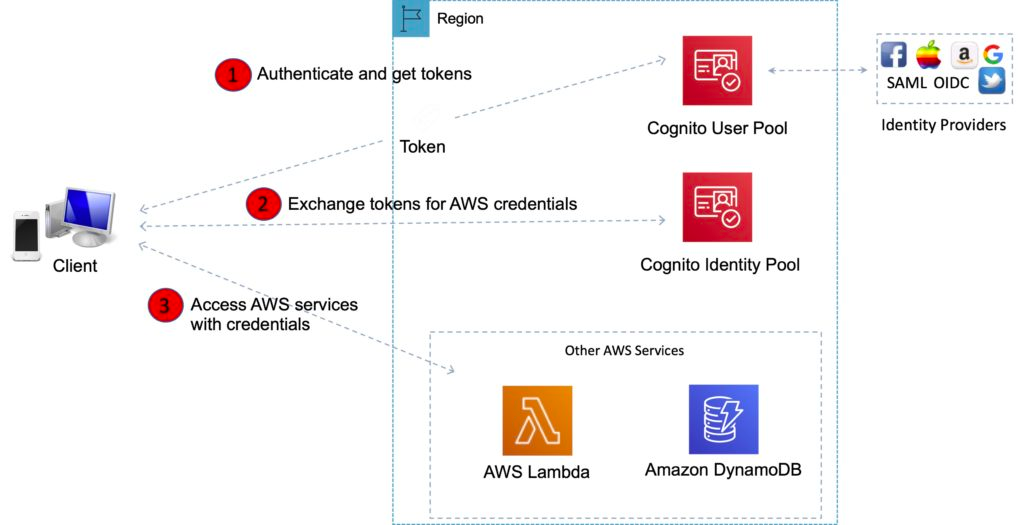 Region
1 Authenticate and get tokens
Cognito User Pool
SAML OIDC
Identity Providers
Token
2 Exchange tokens for AWS credentials
Cognito Identity Pool
Client
3 Access AWS services
with credentials
Other AWS Services
AWS Lambda
Amazon DynamoDB